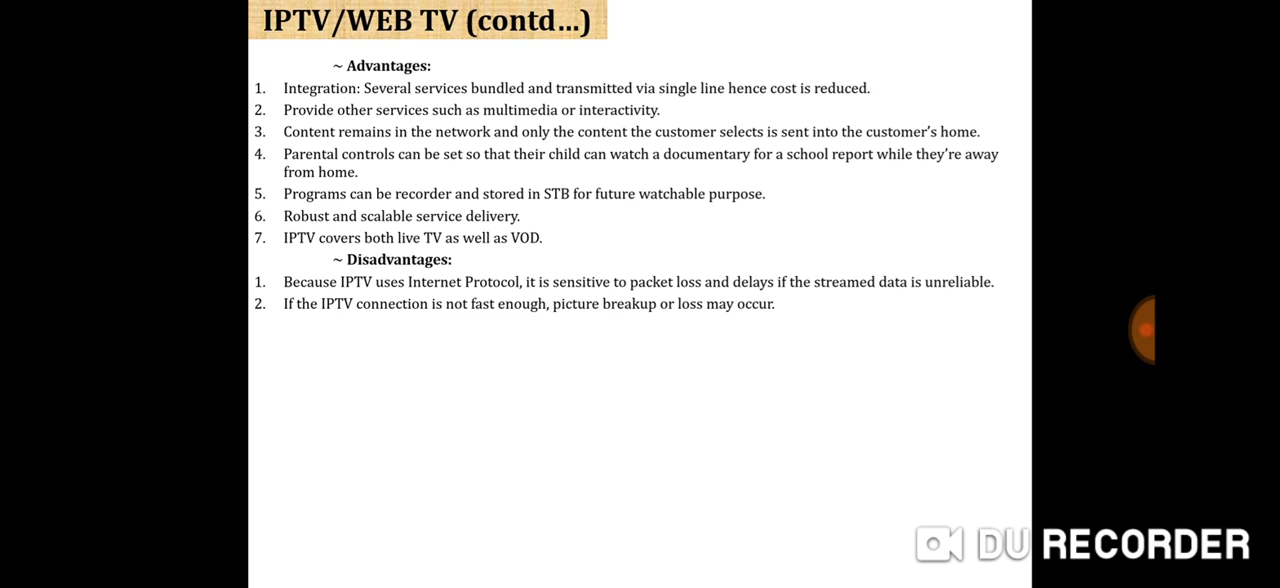 IPTV/WEB TV (contd...)
~ Advantages:
1. Integration: Several services bundled and transmitted via single line hence cost is reduced.
2. Provide other services such as multimedia or interactivity.
3. Content remains in the network and only the content the customer selects is sent into the customer's home.
4. Parental controls can be set so that their child can watch a documentary for a school report while they're away
from home.
5. Programs can be recorder and stored in STB for future watchable purpose.
6. Robust and scalable service delivery.
7. IPTV covers both live TV as well as VOD.
~ Disadvantages:
1. Because IPTV uses Internet Protocol, it is sensitive to packet loss and delays if the streamed data is unreliable.
2. If the IPTV connection is not fast enough, picture breakup or loss may occur.
DU RECORDER